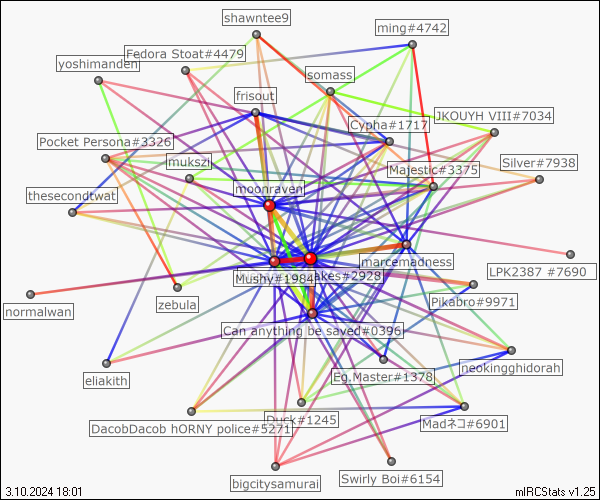 shawntee9
ming#4742
Fedora Stoat#4479
yoshimanden
somass
frisout
JKOUYH VIII#7034
Cypha#1717
Pocket Persona#3326
mukszi
Silver#7938
Majestic#3375
moonraven
thesecondtwat
marcemadness
LPK2387 #7690
Mushy#1984
akes#2928
Pikabro#9971
zebula
normalwan
Can anything be saved#0396
neokingghidorah
eliakith
Eg.Master#1378
Duck#1245
Madネコ#6901
DacobDacob hORNY police#5271
bigcitysamurai
Swirly Boi#6154
3.10.2024 18:01
mIRCStats v1.25